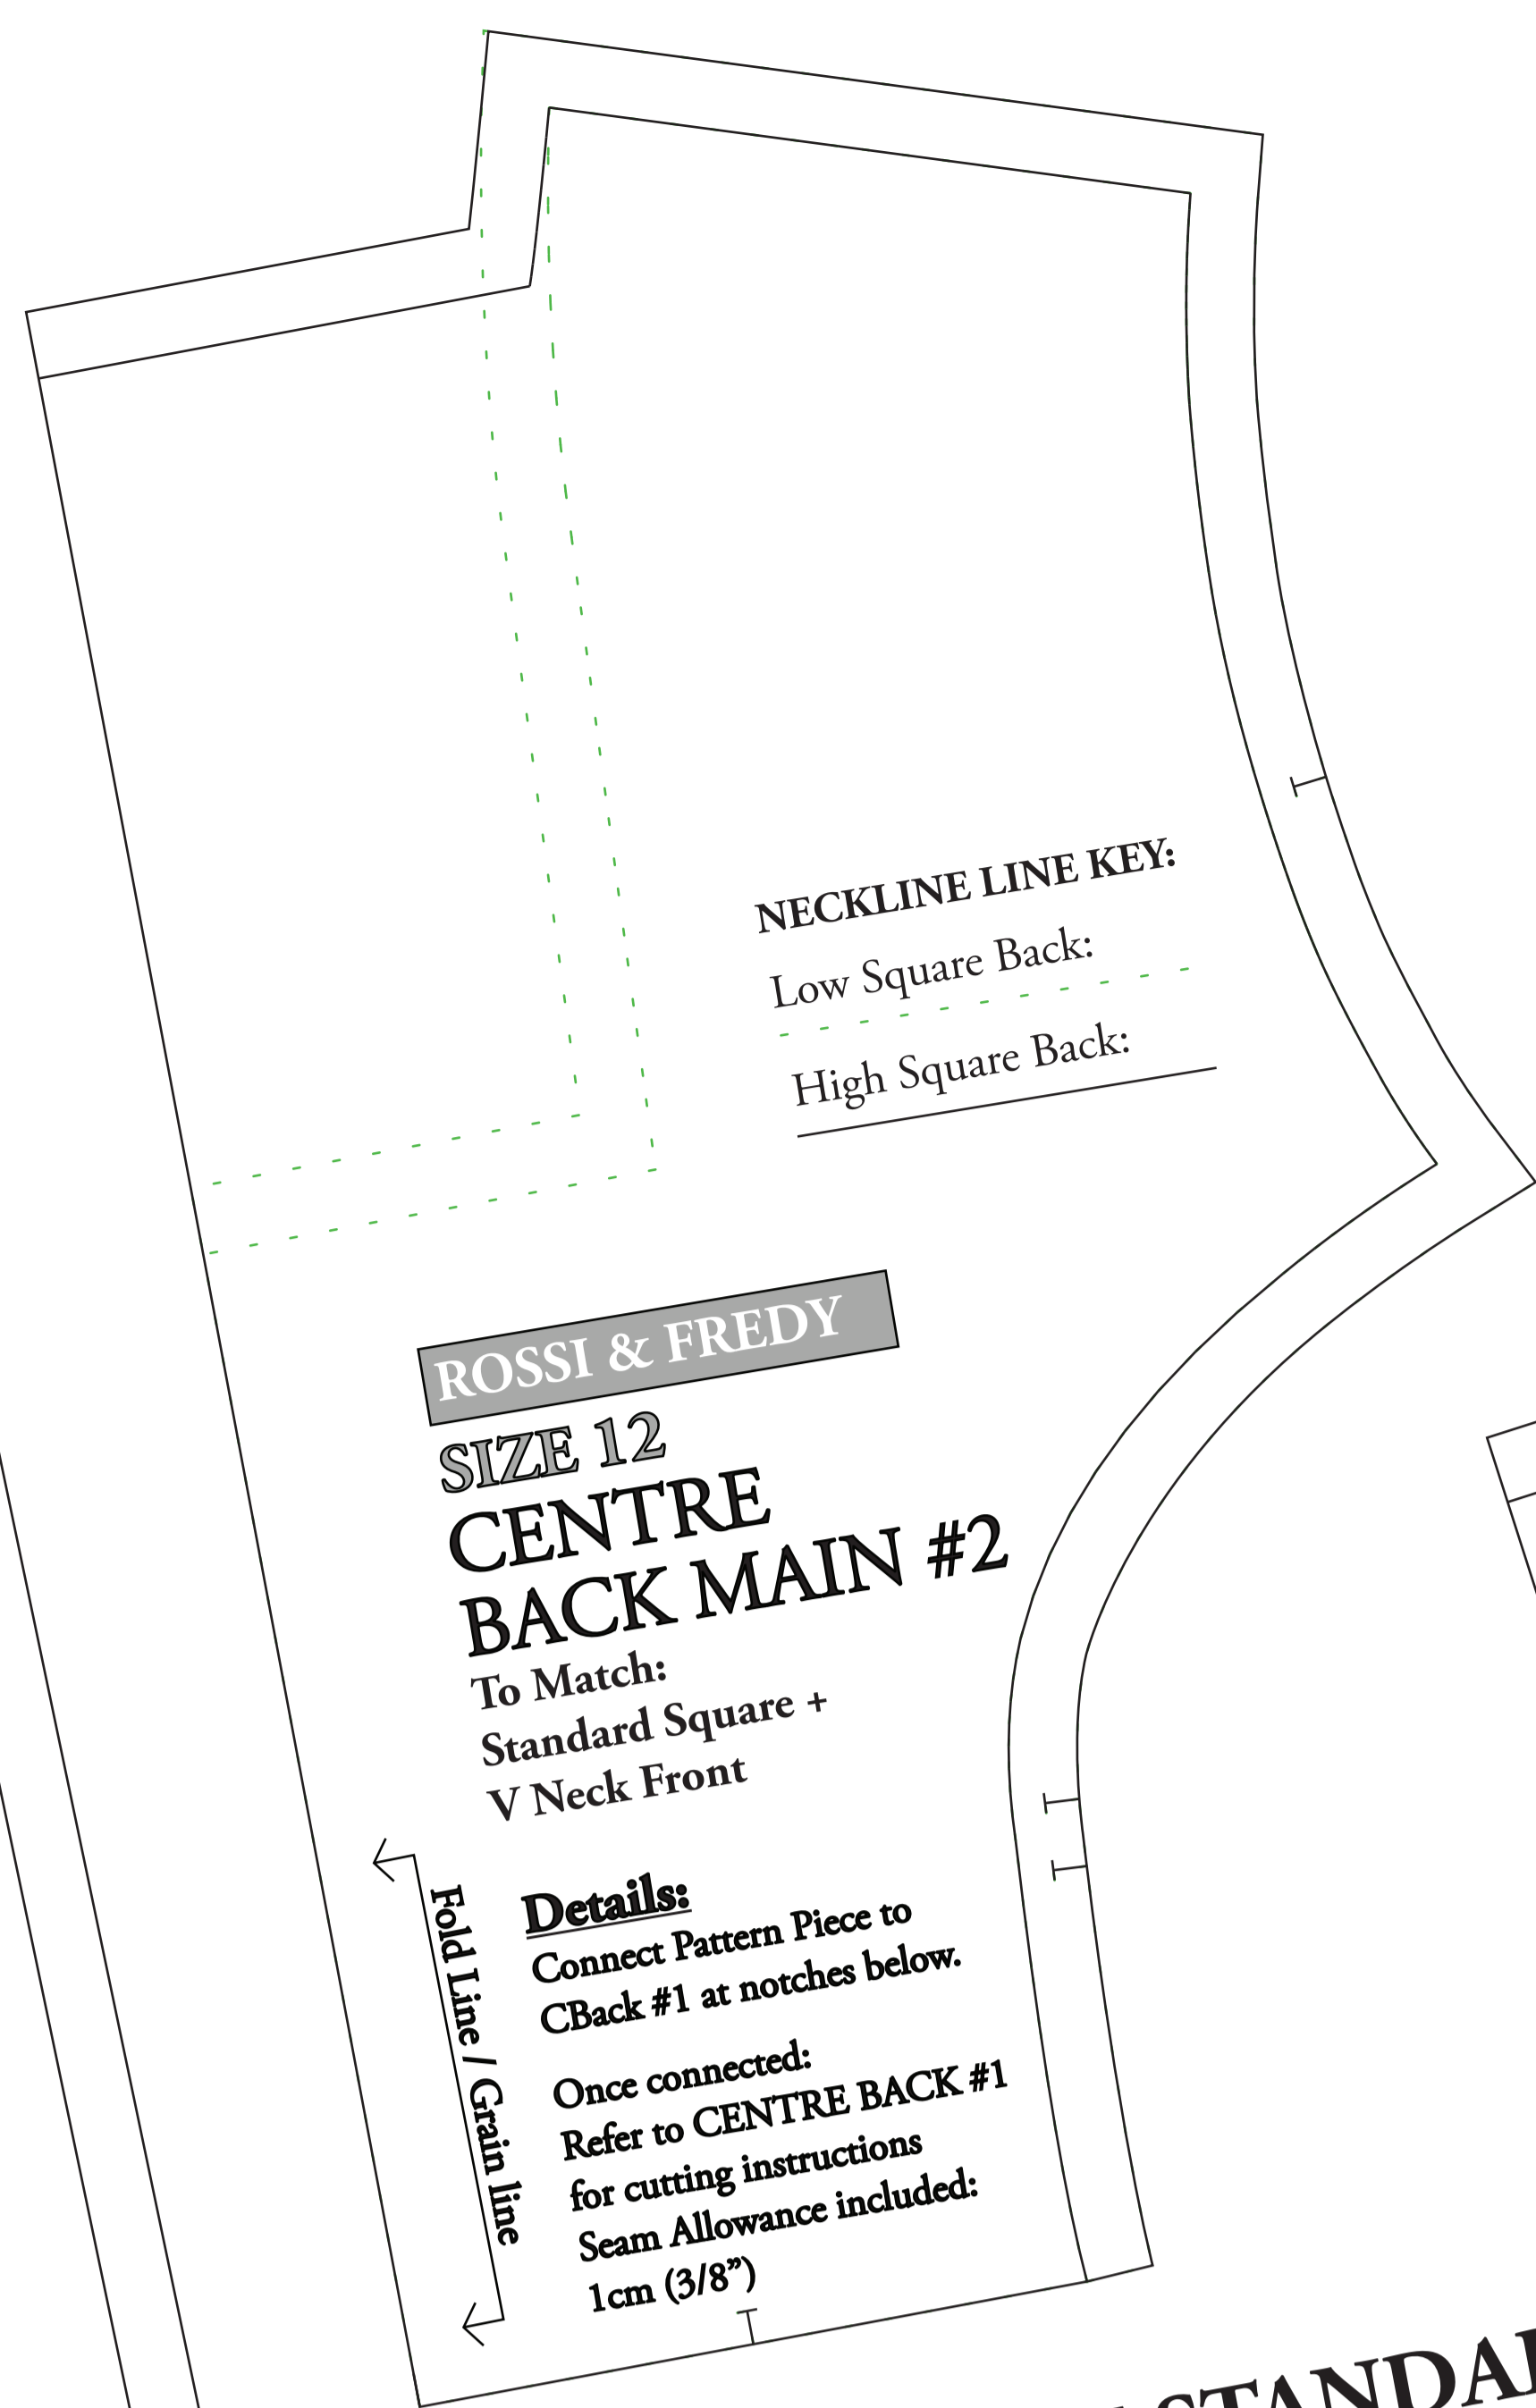 NECKLINE LINE KEY:
Low Square Back:
High Square Back:
ROSSI & FREDY
SIZE 12
CENTRE
BACK MAIN #2
To Match:
Standard Square +
V Neck Front
Fold Line / Grain line
Details:
Connect Pattern Piece to
CBack #1 at notches below.
Once connected:
Refer to CENTRE BACK #1
for cutting instructions
Seam Allowance included:
1cm (3/8”)